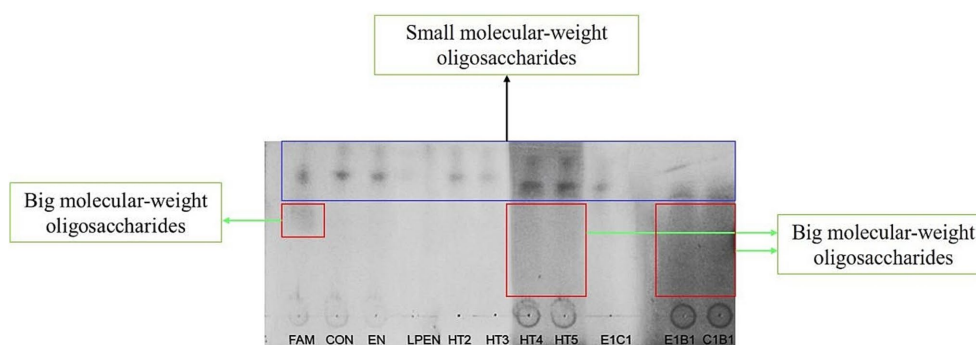 Small molecular-weight
oligosaccharides
Big molecular-weight
oligosaccharides
Big molecular-weight
oligosaccharides
FAM CON EN LPEN HT2 HT3 HT4 HT5 E1C1 E1B1 C1B1